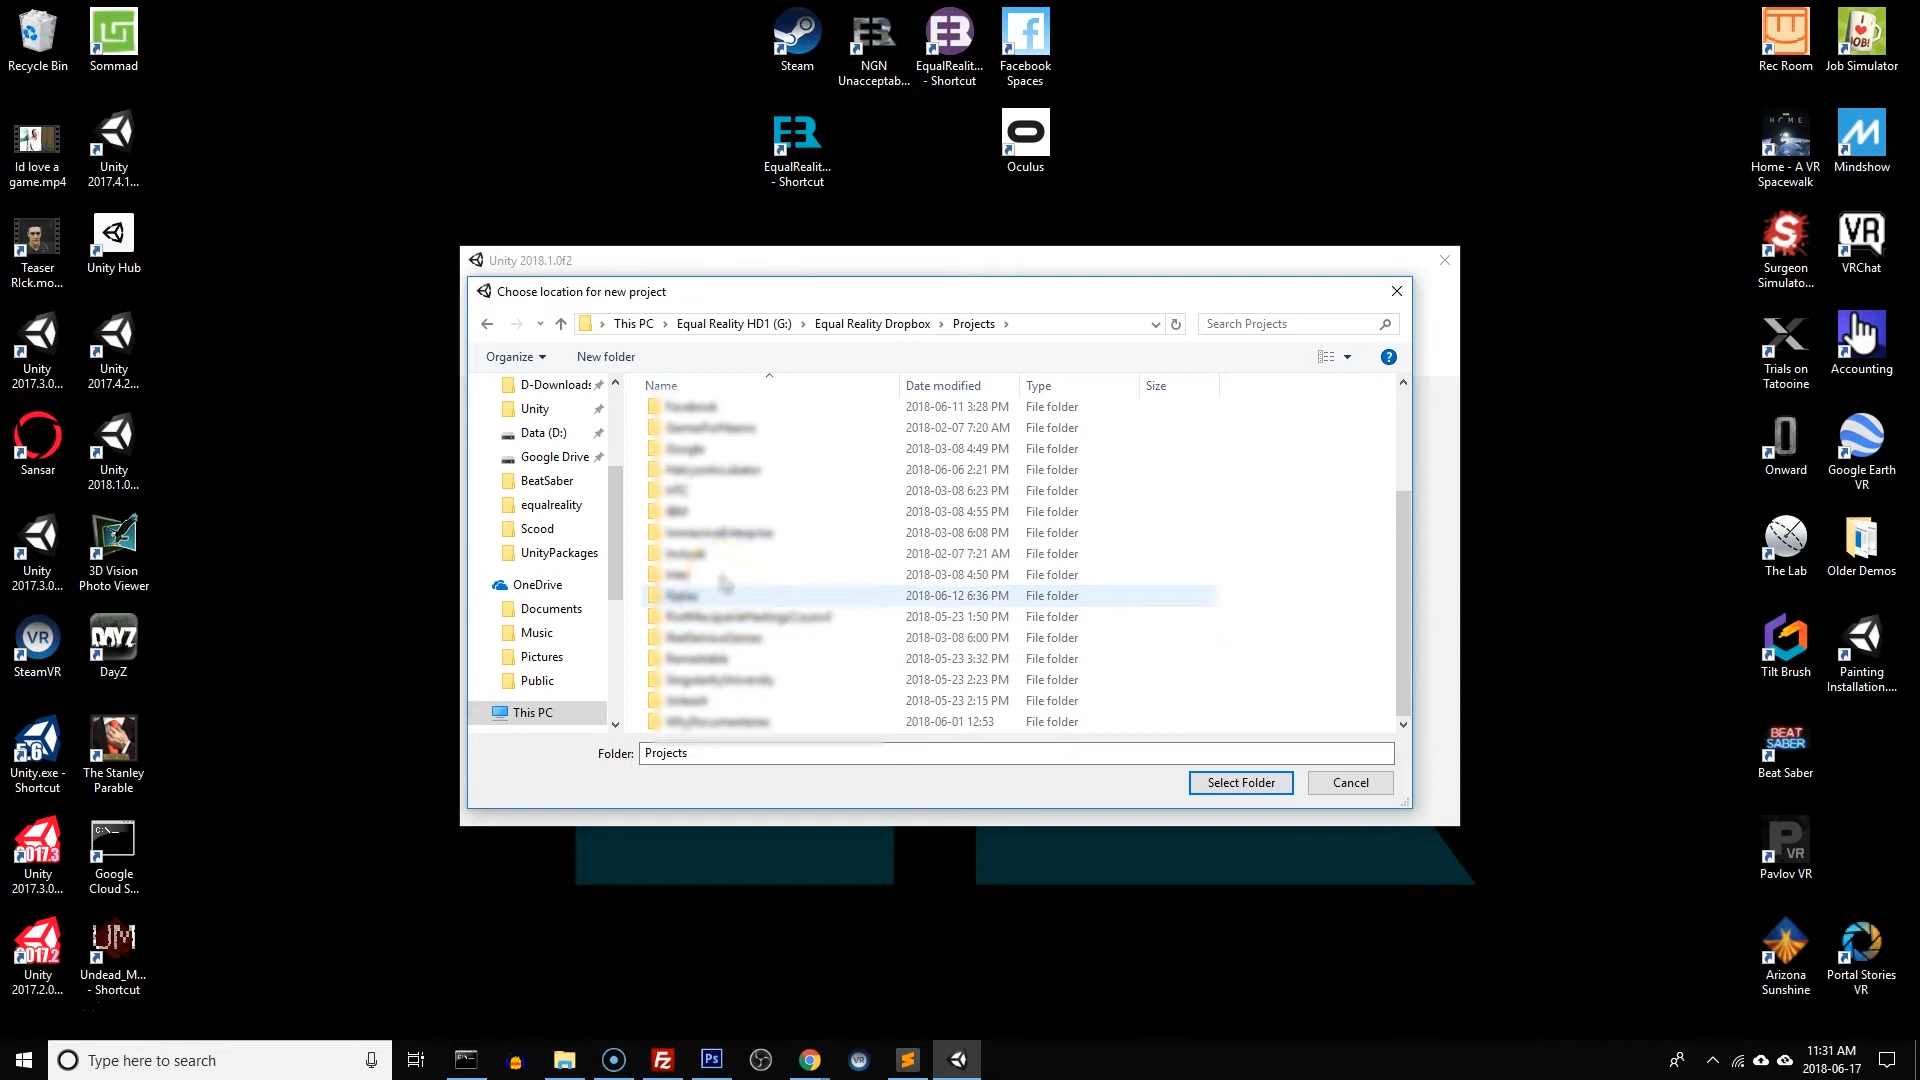 Recycle Bin
Sommad
Steam
NGN
Unacceptab...
EqualRealit...
- Shortcut
Facebook
Spaces
Rec Room
Job Simulator
Id love a
game.mp4
Unity
2017.4.1...
EqualRealit...
- Shortcut
Oculus
Home - A VR
Spacewalk
Mindshow
Teaser
RIck.mo...
Unity Hub
Surgeon
Simulato...
VRChat
Unity
2017.3.0...
Unity
2017.4.2...
Trials on
Tatooine
Accounting
Sansar
Unity
2018.1.0...
Onward
Google Earth
VR
Unity
2017.3.0...
3D Vision
Photo Viewer
The Lab
Older Demos
SteamVR
DayZ
Tilt Brush
Painting
Installation....
Unity.exe -
Shortcut
The Stanley
Parable
Beat Saber
Unity
2017.3.0...
Google
Cloud S...
Pavlov VR
Unity
2017.2.0...
Undead_M...
- Shortcut
Arizona
Sunshine
Portal Stories
VR
Unity 2018.1.0f2
Choose location for new project
This PC > Equal Reality HD1 (G:) > Equal Reality Dropbox > Projects >
Search Projects
Organize
New folder
D-Downloads
Unity
Data (D:)
Google Drive
BeatSaber
equalreality
Scood
UnityPackages
OneDrive
Documents
Music
Pictures
Public
This PC
Name Date modified Type Size
2018-06-11 3:28 PM File folder
2018-02-07 7:20 AM File folder
2018-03-08 4:49 PM File folder
2018-06-06 2:21 PM File folder
2018-03-08 6:23 PM File folder
2018-03-08 4:55 PM File folder
2018-03-08 6:08 PM File folder
2018-02-07 7:21 AM File folder
2018-03-08 4:50 PM File folder
2018-06-12 6:36 PM File folder
2018-05-23 1:50 PM File folder
2018-03-08 6:00 PM File folder
2018-05-23 3:32 PM File folder
2018-05-23 2:23 PM File folder
2018-05-23 2:15 PM File folder
2018-06-01 12:53 File folder
Folder: Projects
Select Folder
Cancel
Type here to search
11:31 AM
2018-06-17